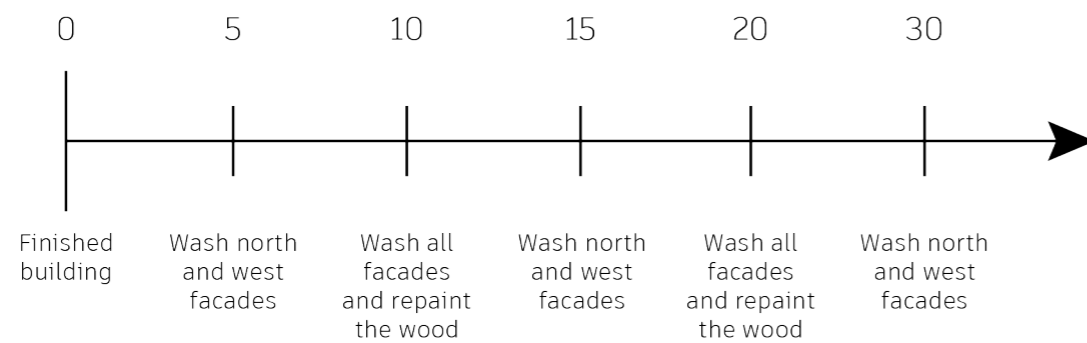 0 5 10 15 20 30
Finished
building
Wash north
and west
facades
Wash all
facades
and repaint
the wood
Wash north
and west
facades
Wash all
facades
and repaint
the wood
Wash north
and west
facades